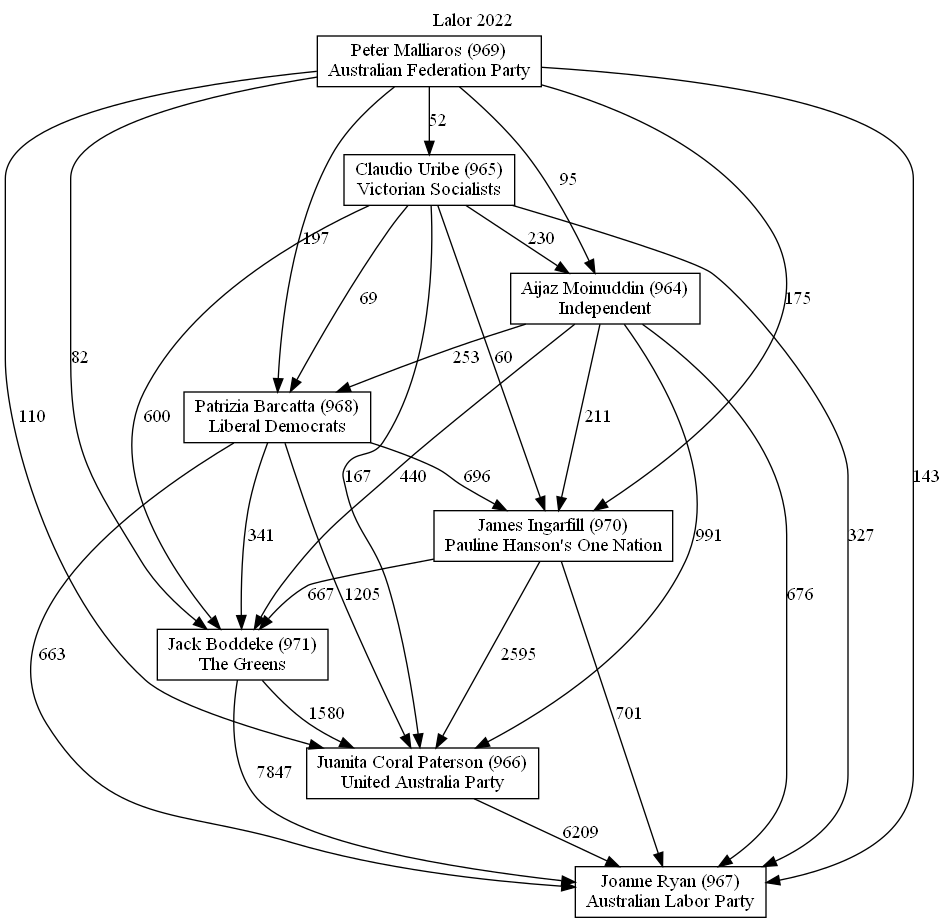 Lalor 2022
Peter Malliaros (969)
Australian Federation Party
52
Claudio Uribe (965)
Victorian Socialists
95
197
230
Aijaz Moinuddin (964)
Independent
69
175
82
253
60
Patrizia Barcatta (968)
Liberal Democrats
110
600
211
167
440
696
143
James Ingarfill (970)
Pauline Hanson's One Nation
341
991
327
667
1205
676
Jack Boddeke (971)
The Greens
663
2595
1580
701
Juanita Coral Paterson (966)
United Australia Party
7847
6209
Joanne Ryan (967)
Australian Labor Party